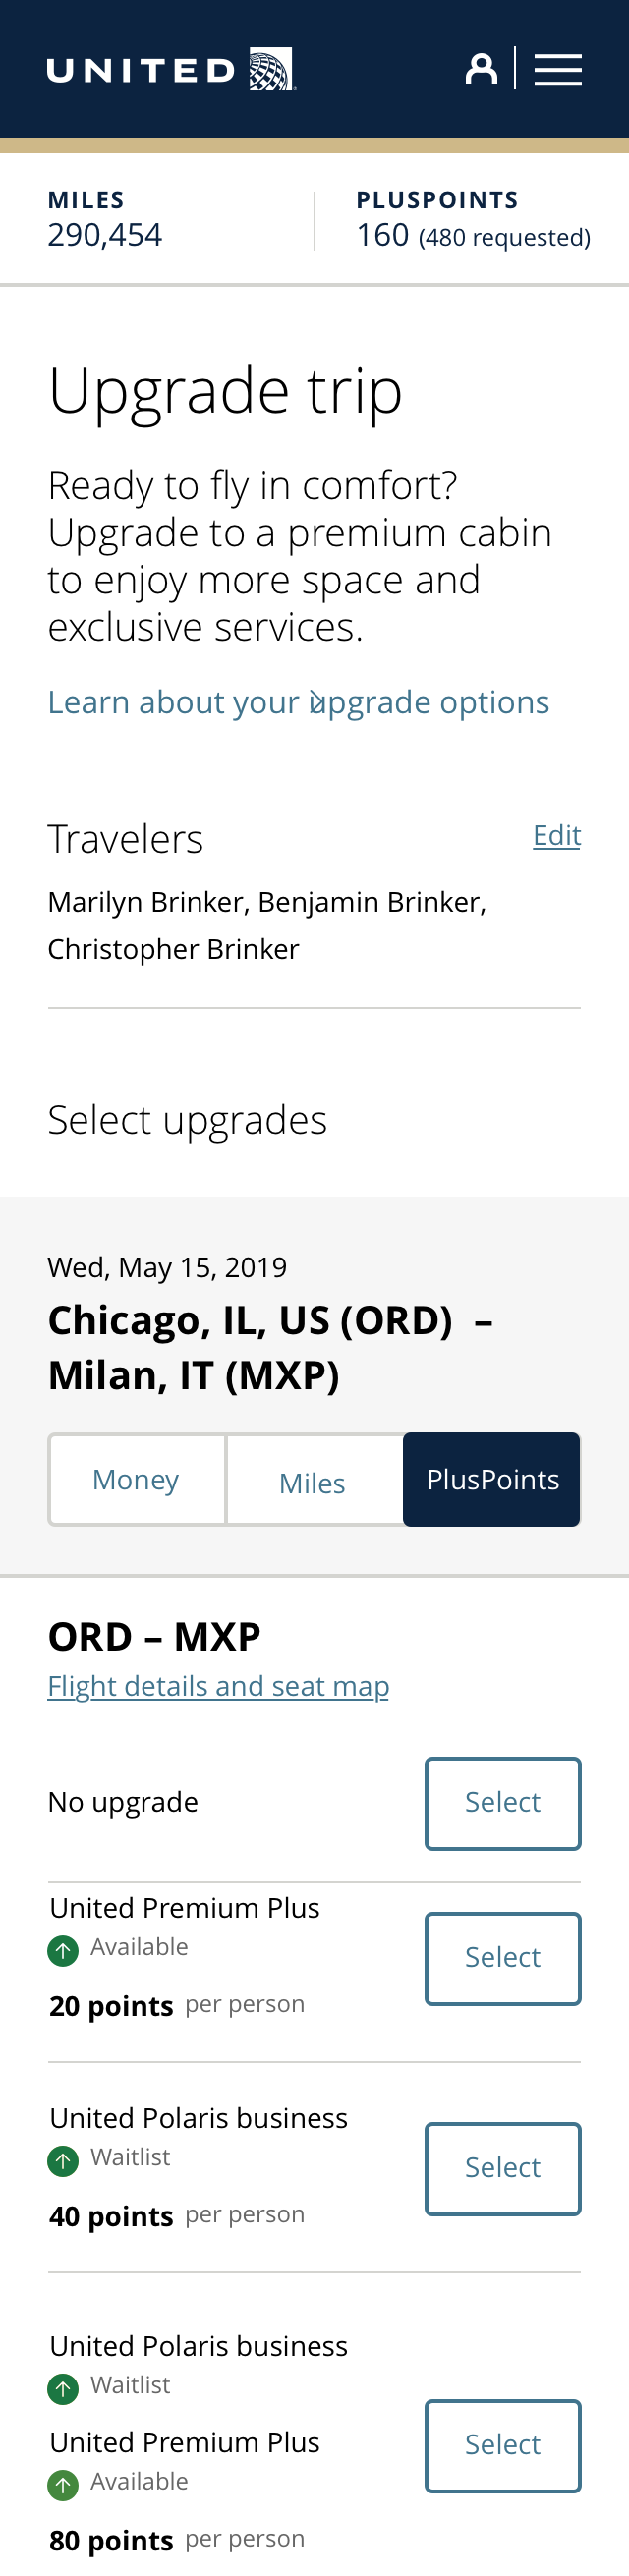 UNITED
MILES
290,454
PLUSPOINTS
160 (480 requested)
Upgrade trip
Ready to fly in comfort?
Upgrade to a premium cabin
to enjoy more space and
exclusive services.
Learn about your upgrade options
Travelers
Edit
Marilyn Brinker, Benjamin Brinker,
Christopher Brinker
Select upgrades
Wed, May 15, 2019
Chicago, IL, US (ORD) –
Milan, IT (MXP)
Money
Miles
PlusPoints
ORD – MXP
Flight details and seat map
No upgrade
Select
United Premium Plus
Available
20 points per person
Select
United Polaris business
Waitlist
40 points per person
Select
United Polaris business
Waitlist
United Premium Plus
Available
80 points per person
Select